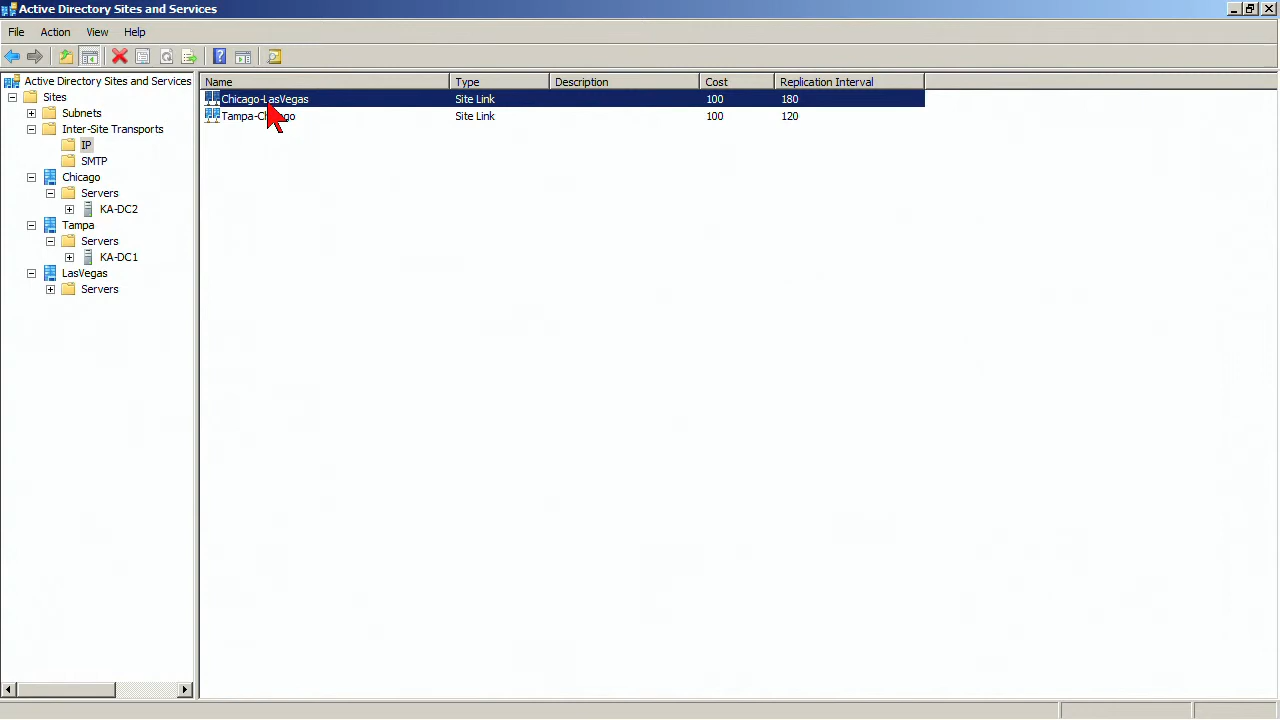 Active Directory Sites and Services
File Action View Help
Active Directory Sites and Services
Sites
Subnets
Inter-Site Transports
IP
SMTP
Chicago
Servers
KA-DC2
Tampa
Servers
KA-DC1
LasVegas
Servers
Name Type Description Cost Replication Interval
Chicago-LasVegas Site Link 100 180
Tampa-Chicago Site Link 100 120